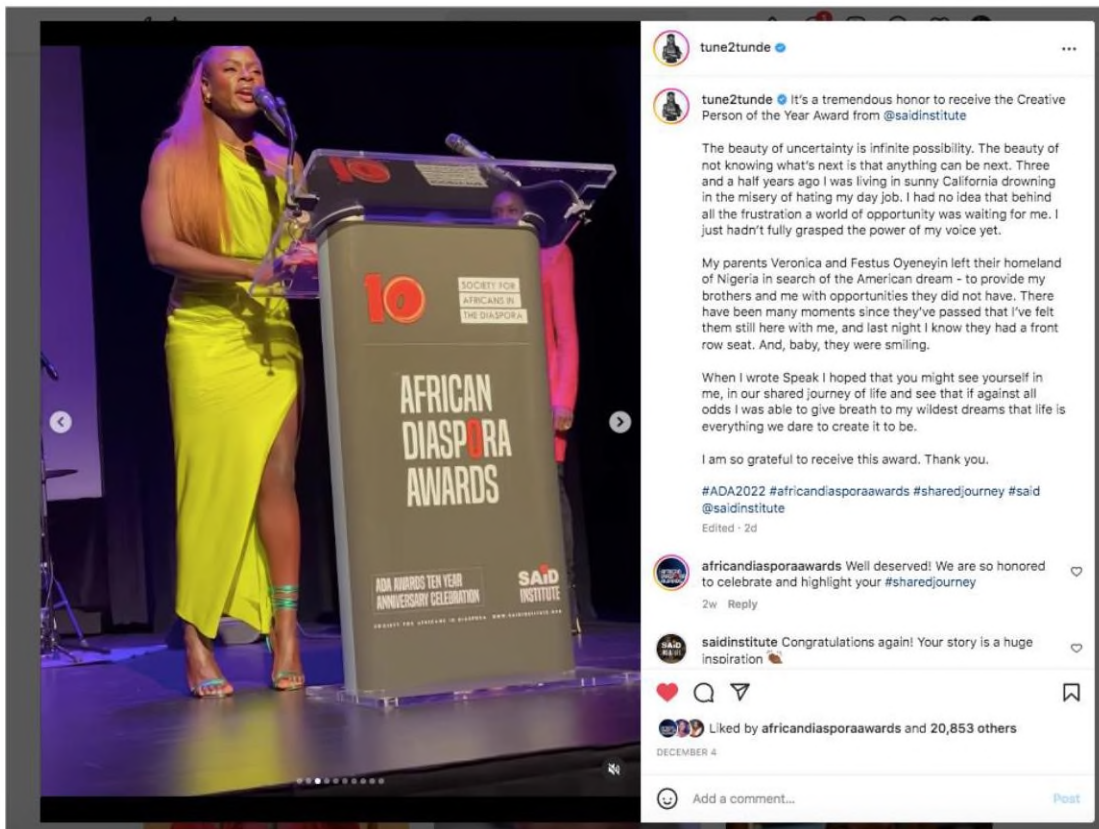 10
SOCIETY FOR
AFRICANS IN
THE DIASPORA
AFRICAN
DIASPORA
AWARDS
ADA AWARDS TEN YEAR
ANNIVERSARY CELEBRATION
SAiD
INSTITUTE
SOCIETY FOR AFRICANS IN DIASPORA WWW.SAIDINSTITUTE.ORG
tune2tunde
tune2tunde It's a tremendous honor to receive the Creative
Person of the Year Award from @saidinstitute
The beauty of uncertainty is infinite possibility. The beauty of
not knowing what's next is that anything can be next. Three
and a half years ago I was living in sunny California drowning
in the misery of hating my day job. I had no idea that behind
all the frustration a world of opportunity was waiting for me. I
just hadn't fully grasped the power of my voice yet.
My parents Veronica and Festus Oyeneyin left their homeland
of Nigeria in search of the American dream - to provide my
brothers and me with opportunities they did not have. There
have been many moments since they've passed that I've felt
them still here with me, and last night I know they had a front
row seat. And, baby, they were smiling.
When I wrote Speak I hoped that you might see yourself in
me, in our shared journey of life and see that if against all
odds I was able to give breath to my wildest dreams that life is
everything we dare to create it to be.
I am so grateful to receive this award. Thank you.
#ADA2022 #africandiasporaawards #sharedjourney #said
@saidinstitute
Edited · 2d
africandiasporaawards Well deserved! We are so honored
to celebrate and highlight your #sharedjourney
2w Reply
saidinstitute Congratulations again! Your story is a huge
inspiration
Liked by africandiasporaawards and 20,853 others
DECEMBER 4
Add a comment...
Post